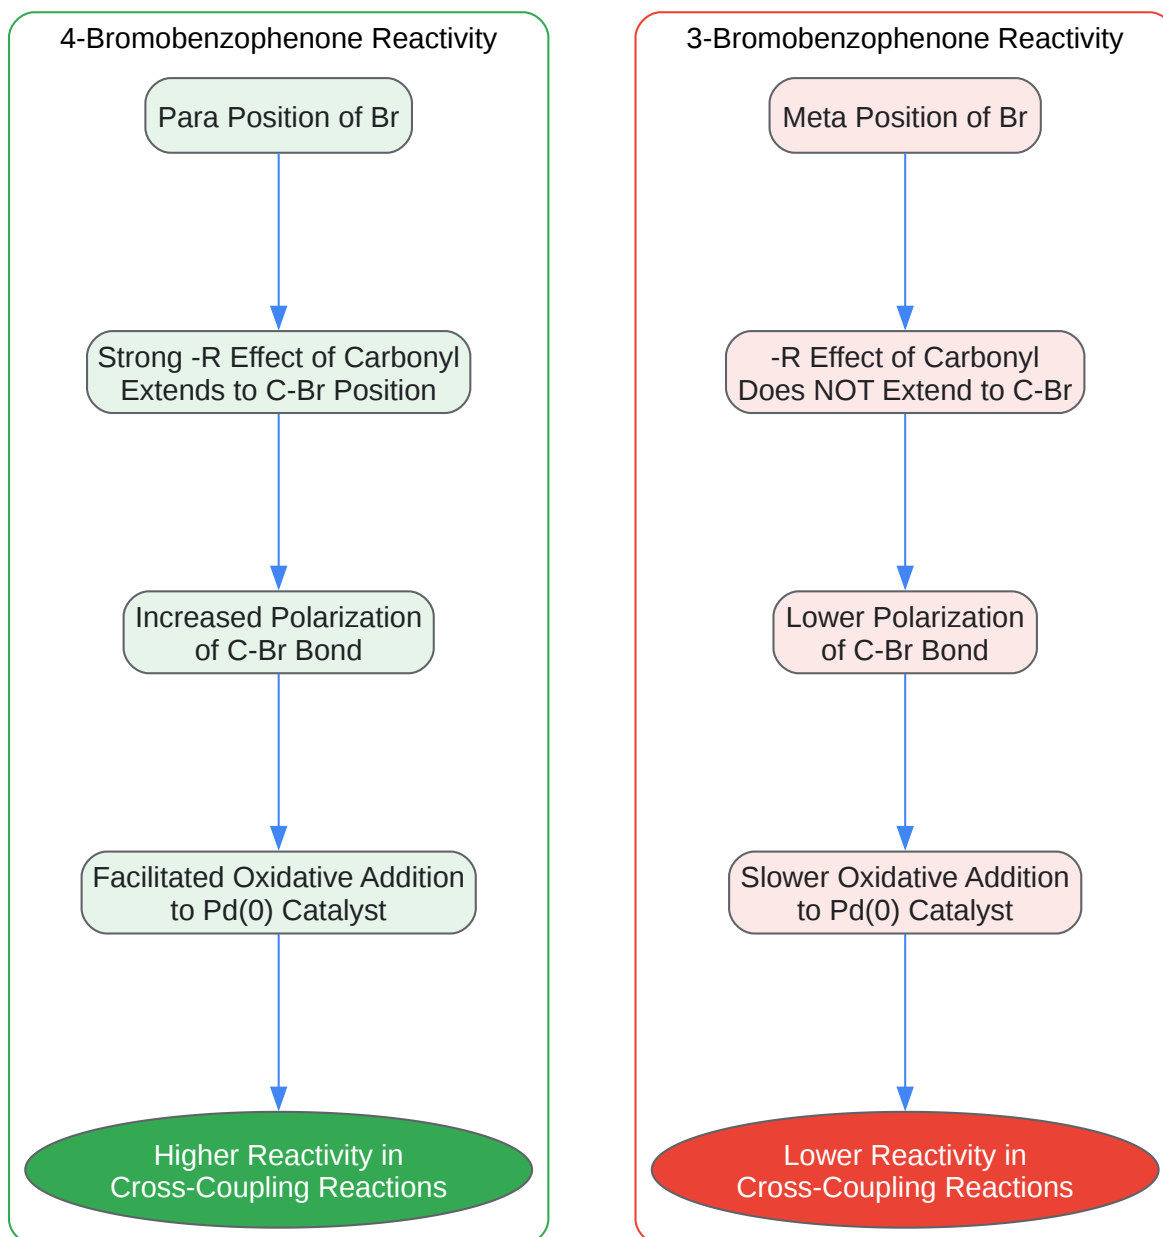 4-Bromobenzophenone Reactivity
Para Position of Br
Strong -R Effect of Carbonyl
Extends to C-Br Position
Increased Polarization
of C-Br Bond
Facilitated Oxidative Addition
to Pd(0) Catalyst
Higher Reactivity in
Cross-Coupling Reactions
3-Bromobenzophenone Reactivity
Meta Position of Br
-R Effect of Carbonyl
Does NOT Extend to C-Br
Lower Polarization
of C-Br Bond
Slower Oxidative Addition
to Pd(0) Catalyst
Lower Reactivity in
Cross-Coupling Reactions